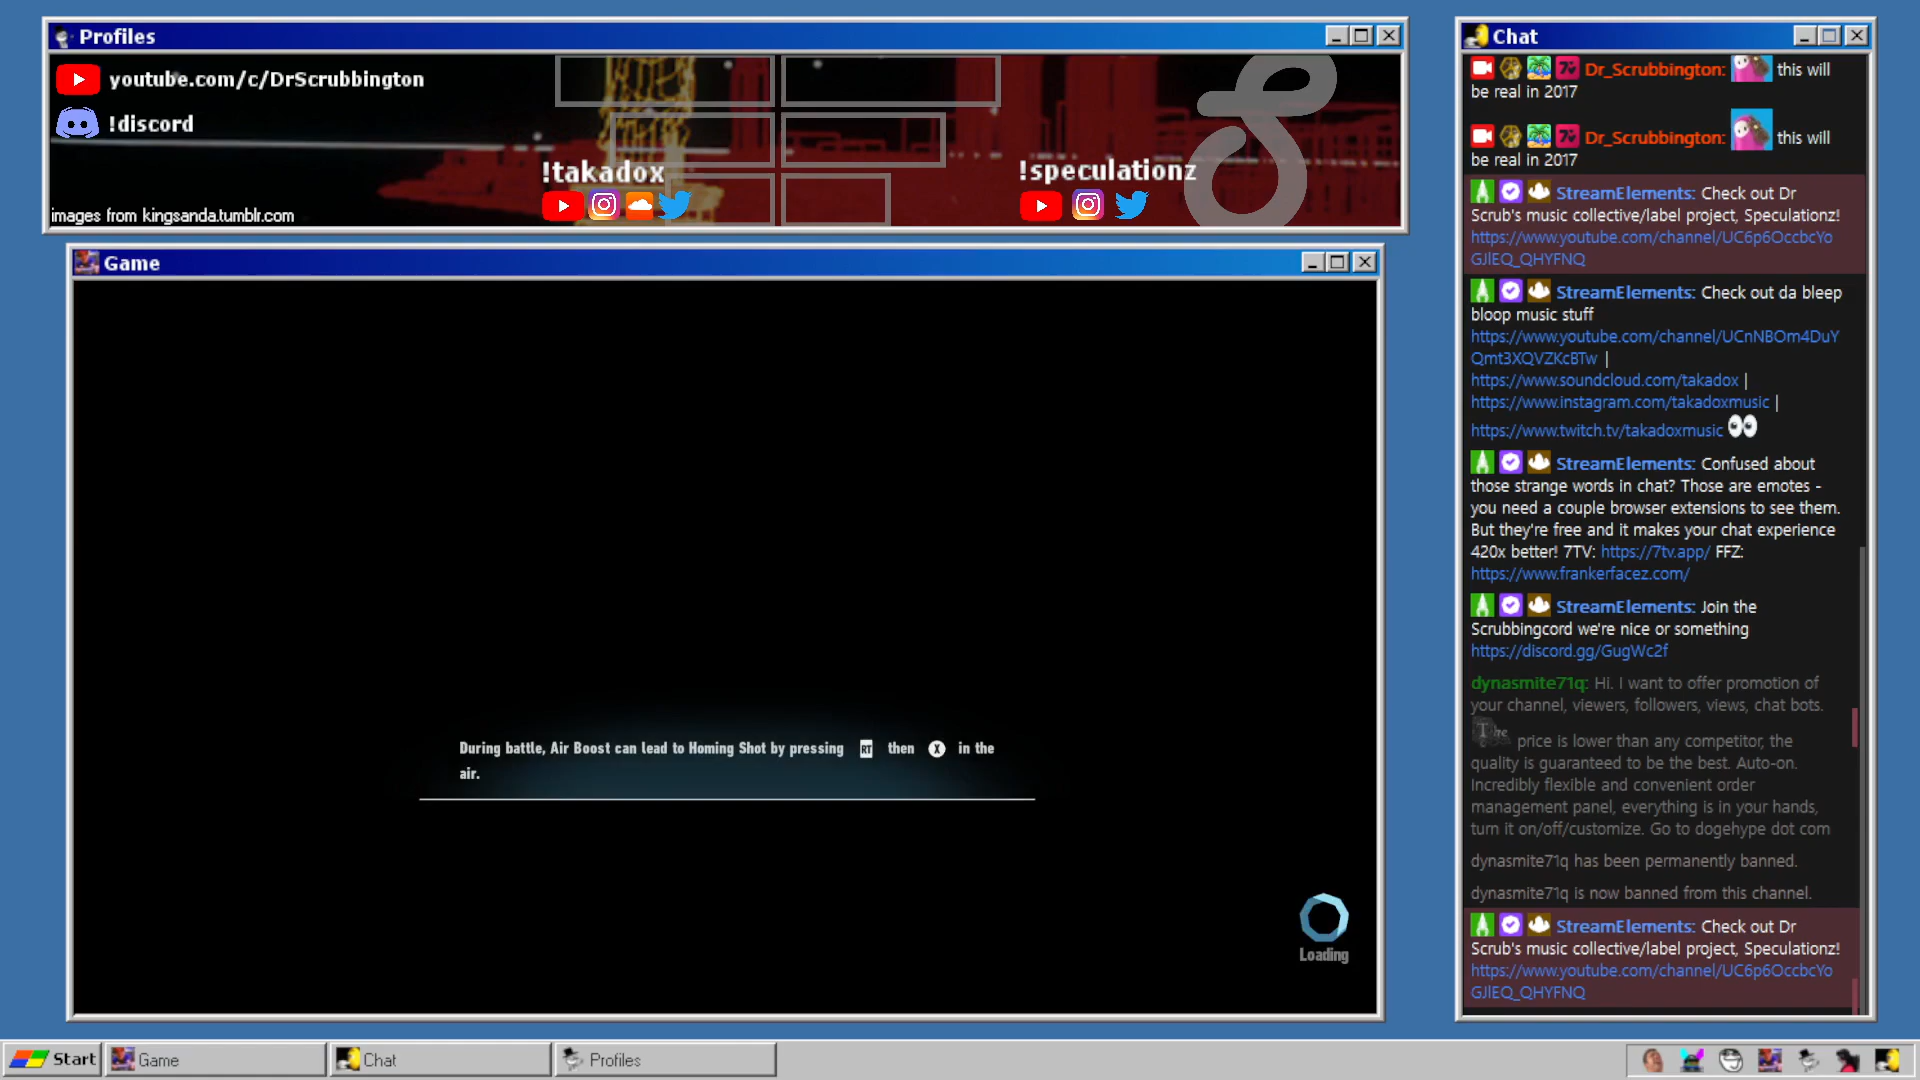 Profiles
youtube.com/c/DrScrubbington
!discord
!takadox
!speculationz
images from kingsanda.tumblr.com
Game
During battle, Air Boost can lead to Homing Shot by pressing RT then X in the
air.
Loading
Chat
Dr_Scrubbington: this will
be real in 2017
Dr_Scrubbington: this will
be real in 2017
StreamElements: Check out Dr
Scrub's music collective/label project, Speculationz!
https://www.youtube.com/channel/UC6p6OccbcYo
GJlEQ_QHYFNQ
StreamElements: Check out da bleep
bloop music stuff
https://www.youtube.com/channel/UCnNBOm4DuY
Qmt3XQVZKcBTw |
https://www.soundcloud.com/takadox |
https://www.instagram.com/takadoxmusic |
https://www.twitch.tv/takadoxmusic
StreamElements: Confused about
those strange words in chat? Those are emotes -
you need a couple browser extensions to see them.
But they're free and it makes your chat experience
420x better! 7TV: https://7tv.app/ FFZ:
https://www.frankerfacez.com/
StreamElements: Join the
Scrubbingcord we're nice or something
https://discord.gg/GugWc2f
dynasmite71q: Hi. I want to offer promotion of
your channel, viewers, followers, views, chat bots.
The price is lower than any competitor, the
quality is guaranteed to be the best. Auto-on.
Incredibly flexible and convenient order
management panel, everything is in your hands,
turn it on/off/customize. Go to dogehype dot com
dynasmite71q has been permanently banned.
dynasmite71q is now banned from this channel.
StreamElements: Check out Dr
Scrub's music collective/label project, Speculationz!
https://www.youtube.com/channel/UC6p6OccbcYo
GJlEQ_QHYFNQ
Start
Game
Chat
Profiles